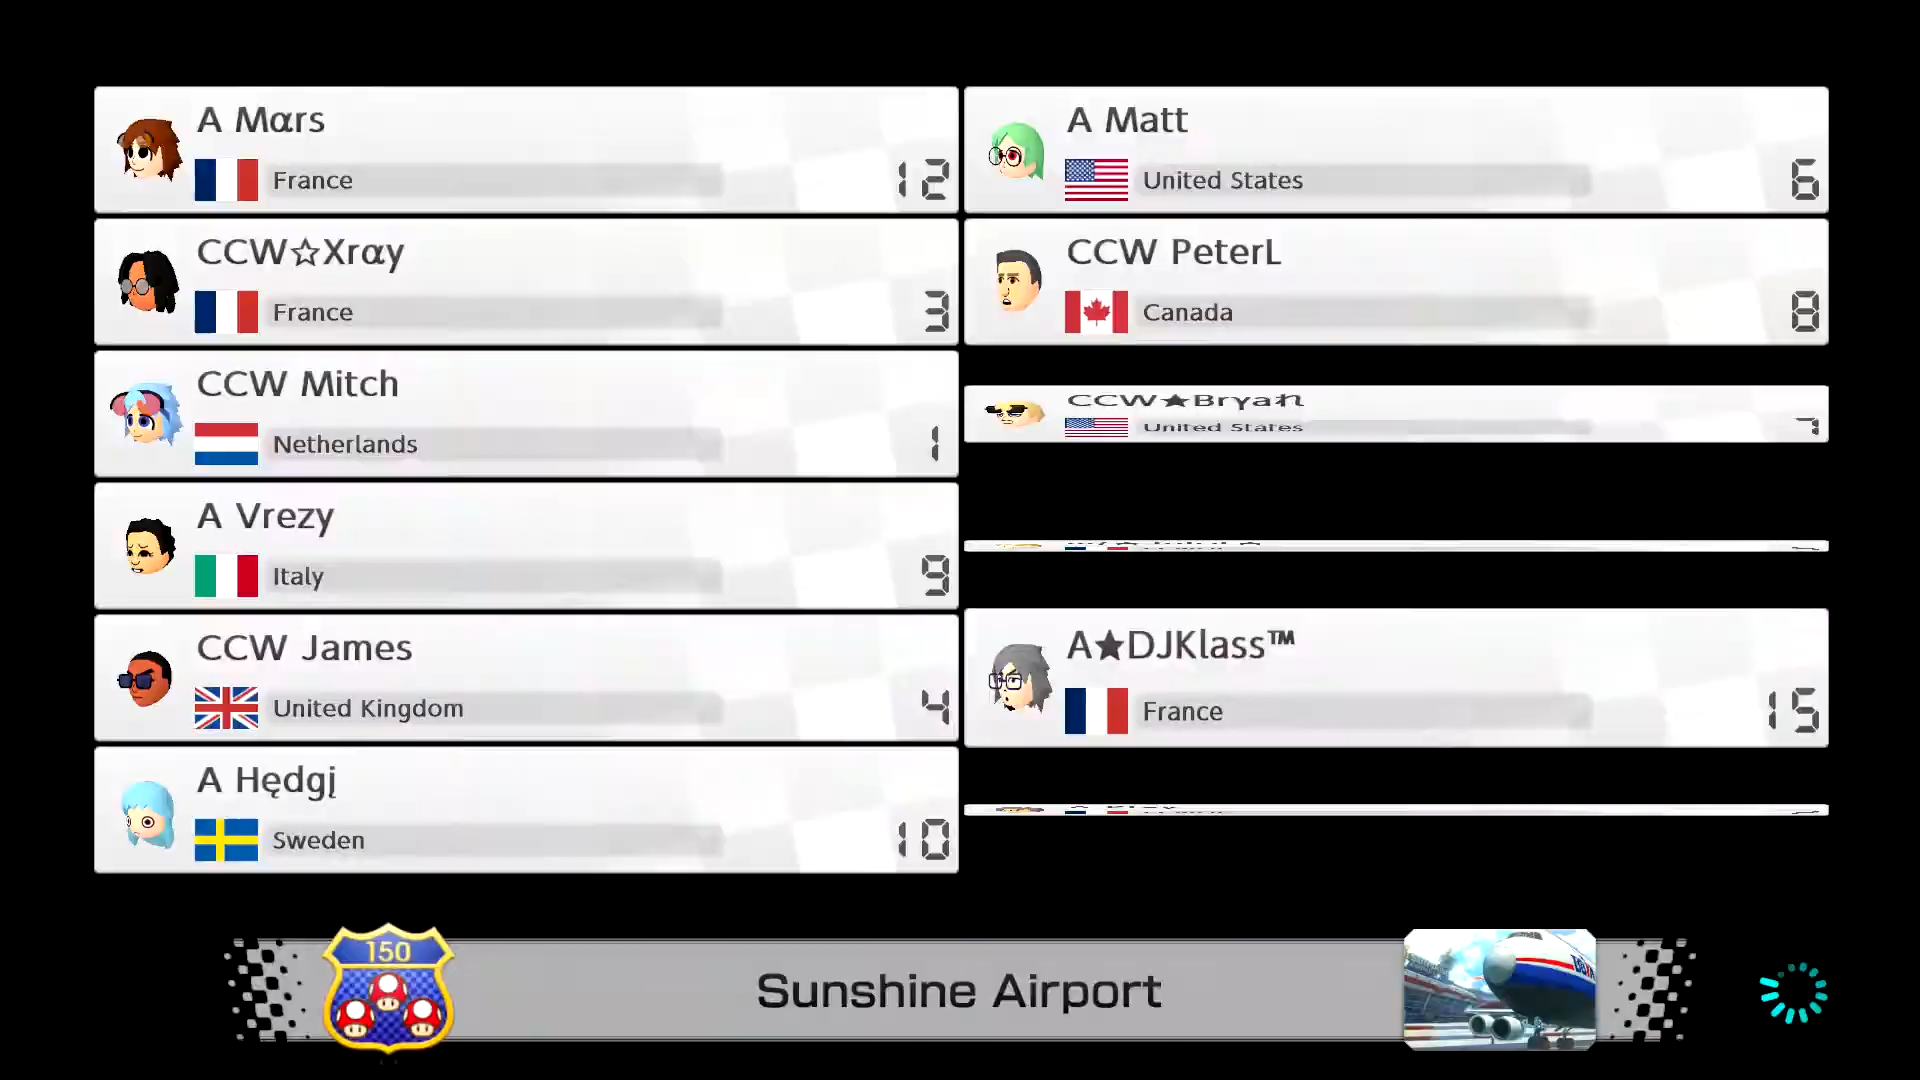 A Mαrs
France
12
CCW☆Xrαy
France
3
CCW Mitch
Netherlands
1
A Vrezy
Italy
9
CCW James
United Kingdom
4
A Hędgį
Sweden
10
A Matt
United States
6
CCW PeterL
Canada
8
CCW★Bryan
United States
7
A★DJKlass™
France
15
150
Sunshine Airport